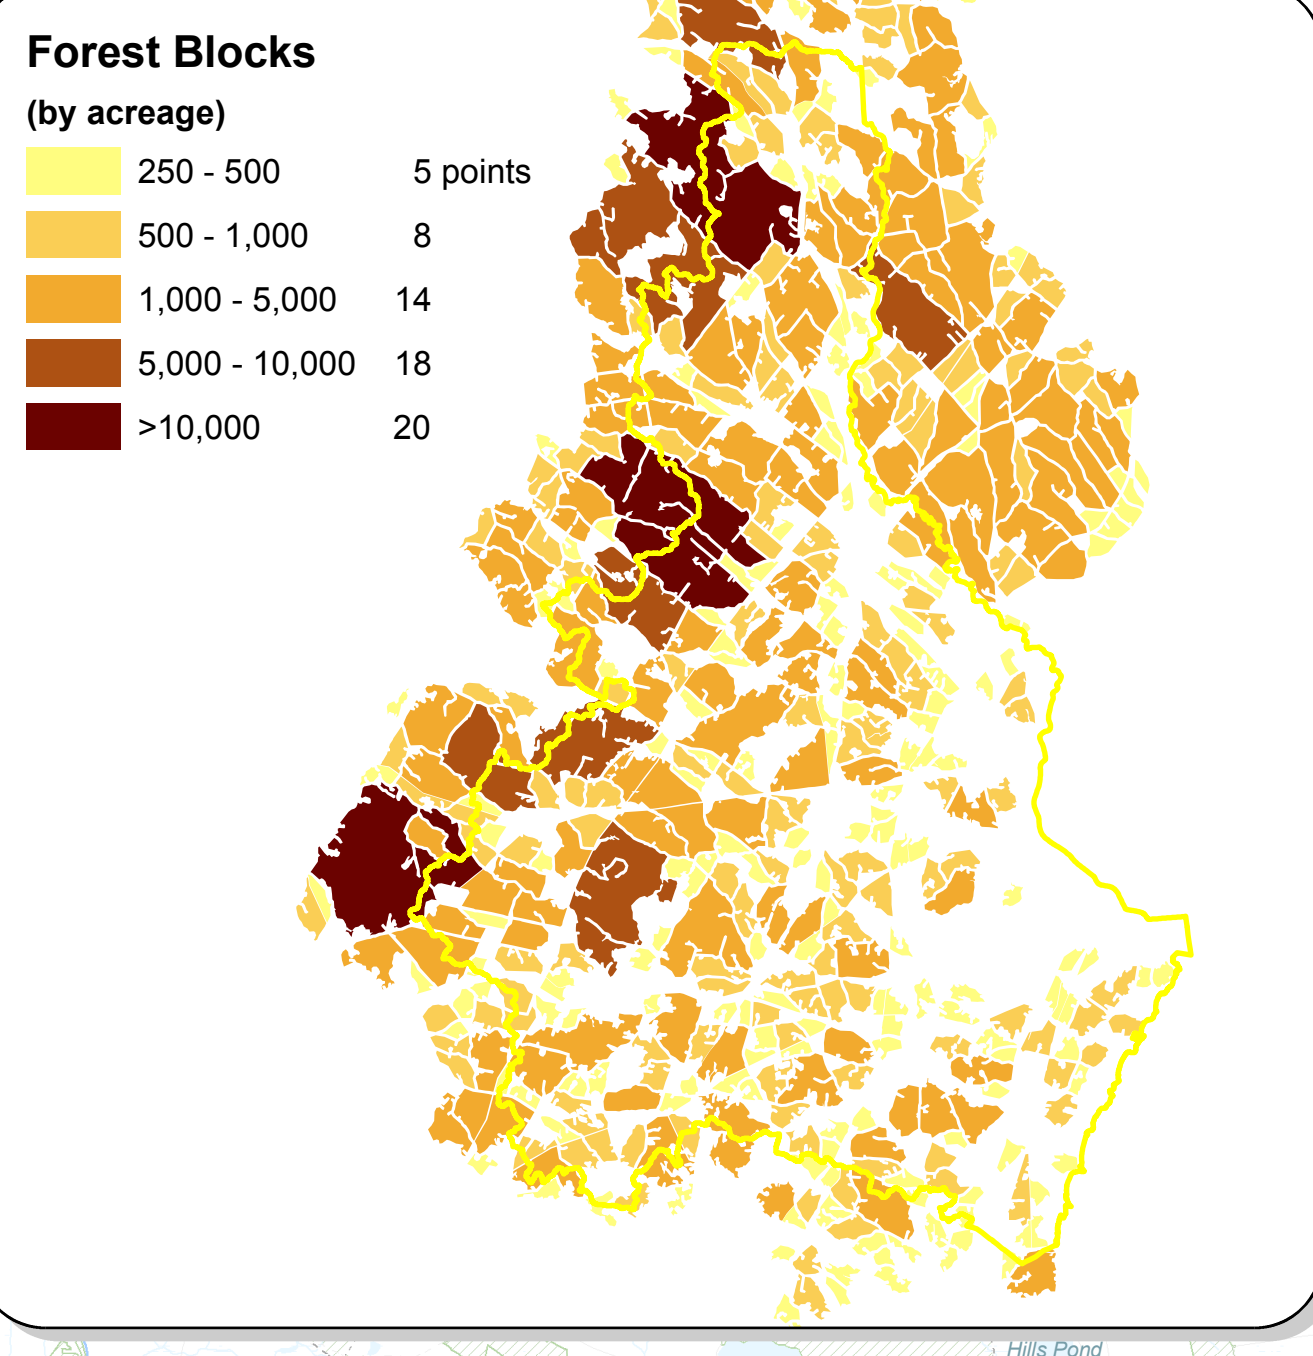 Forest Blocks
(by acreage)
250 - 500 5 points
500 - 1,000 8
1,000 - 5,000 14
5,000 - 10,000 18
>10,000 20
Hills Pond